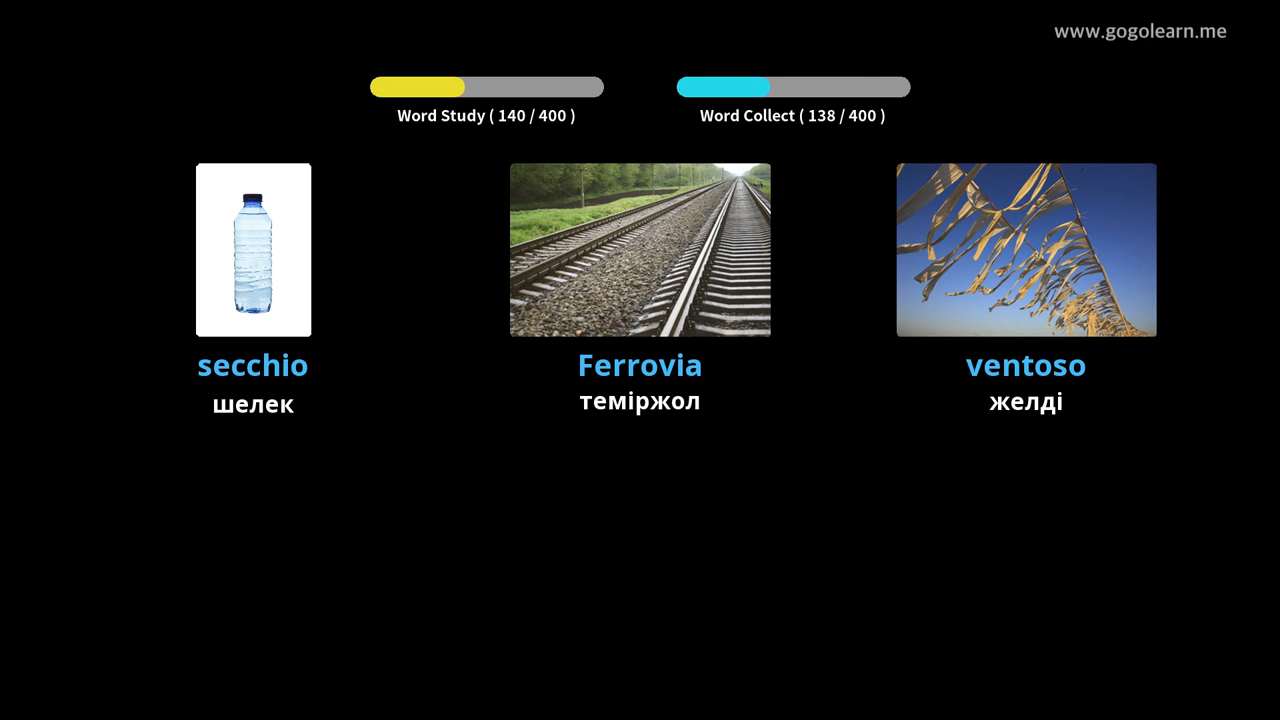 www.gogolearn.me
Word Study ( 140 / 400 )
Word Collect ( 138 / 400 )
secchio
шелек
Ferrovia
теміржол
ventoso
желді